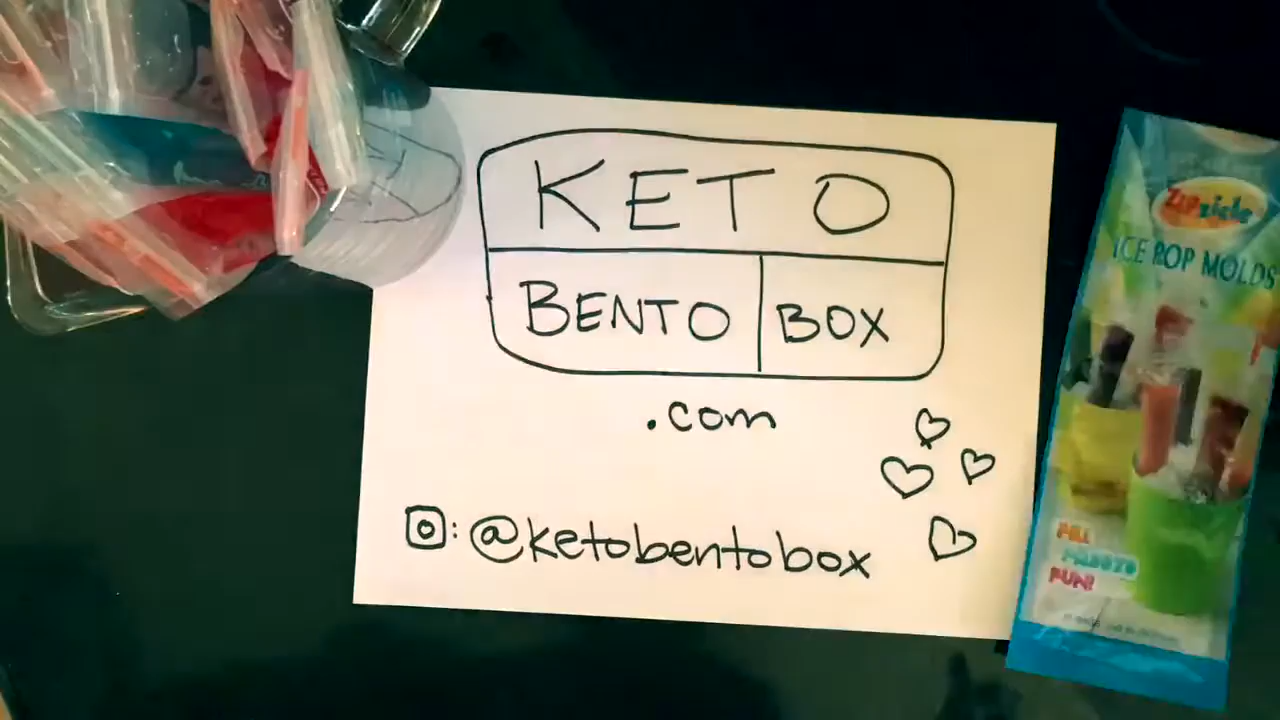 KETO
BENTO BOX
.com
: @ketobentobox
Zipzicle
ICE POP MOLDS
FILL
FREEZE
FUN!